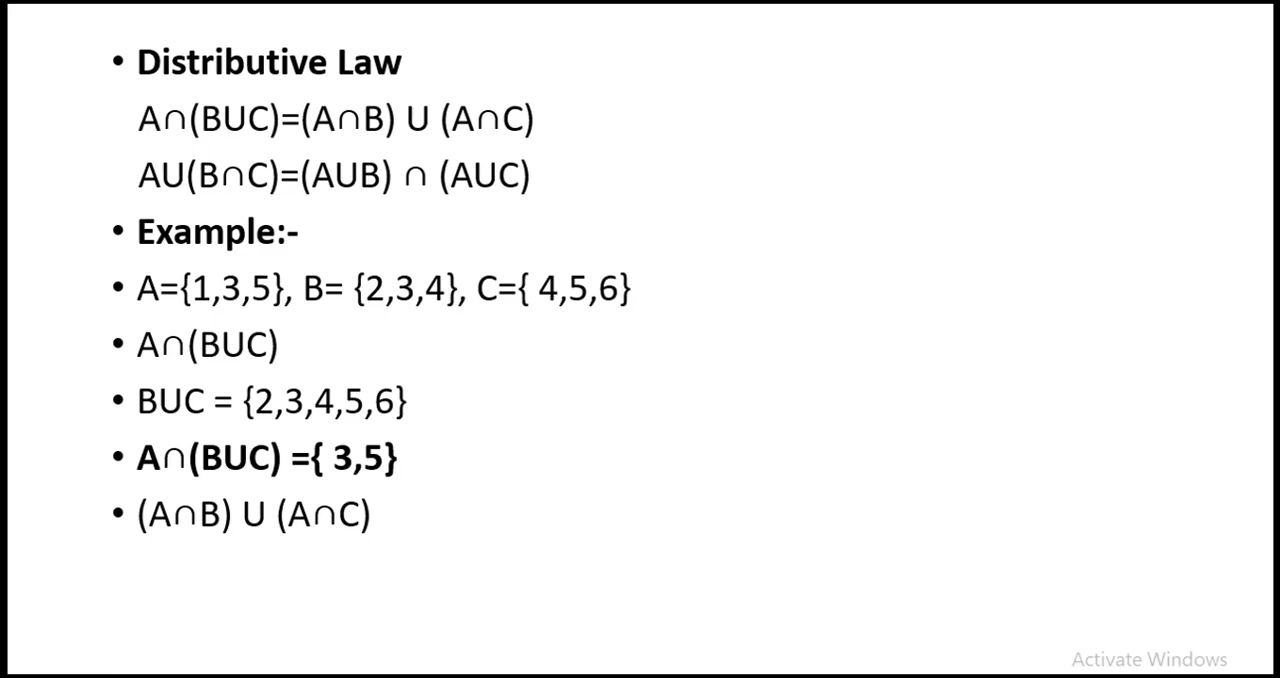 • Distributive Law
A∩(BUC)=(A∩B) U (A∩C)
AU(B∩C)=(AUB) ∩ (AUC)
• Example:-
• A={1,3,5}, B= {2,3,4}, C={ 4,5,6}
• A∩(BUC)
• BUC = {2,3,4,5,6}
• A∩(BUC) ={ 3,5}
• (A∩B) U (A∩C)
Activate Windows